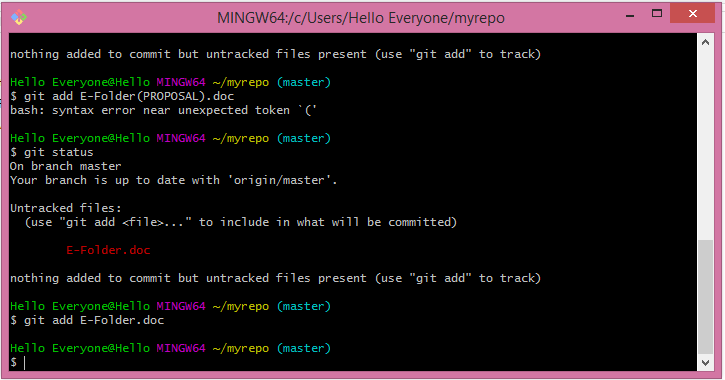 MINGW64:/c/Users/Hello Everyone/myrepo
nothing added to commit but untracked files present (use "git add" to track)
Hello Everyone@Hello MINGW64 ~/myrepo (master)
$ git add E-Folder(PROPOSAL).doc
bash: syntax error near unexpected token `('
Hello Everyone@Hello MINGW64 ~/myrepo (master)
$ git status
On branch master
Your branch is up to date with 'origin/master'.
Untracked files:
(use "git add <file>..." to include in what will be committed)
E-Folder.doc
nothing added to commit but untracked files present (use "git add" to track)
Hello Everyone@Hello MINGW64 ~/myrepo (master)
$ git add E-Folder.doc
Hello Everyone@Hello MINGW64 ~/myrepo (master)
$